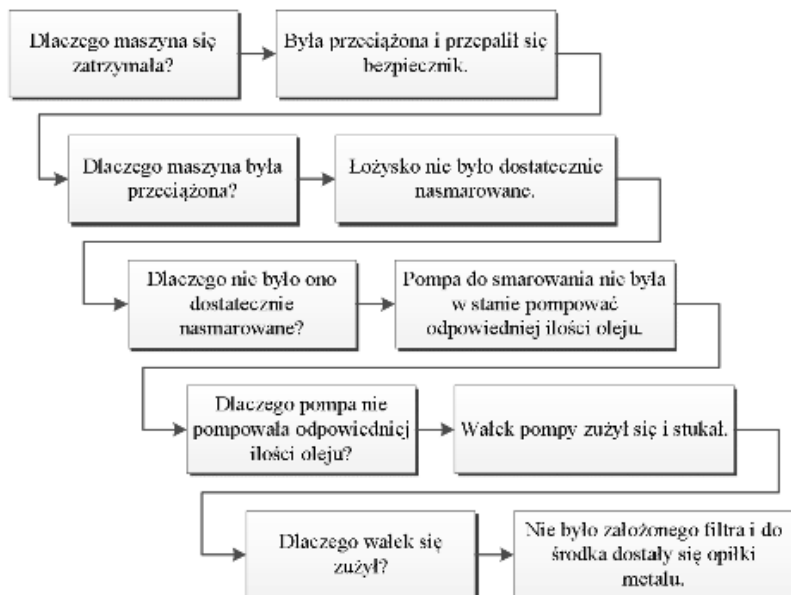 Dlaczego maszyna się
zatrzymała?
Była przeciążona i przepalił się
bezpiecznik.
Dlaczego maszyna była
przeciążona?
Łożysko nie było dostatecznie
nasmarowane.
Dlaczego nie było ono
dostatecznie
nasmarowane?
Pompa do smarowania nie była
w stanie pompować
odpowiedniej ilości oleju.
Dlaczego pompa nie
pompowała odpowiedniej
ilości oleju?
Wałek pompy zużył się i stukał.
Dlaczego wałek się
zużył?
Nie było założonego filtra i do
środka dostały się opiłki
metalu.